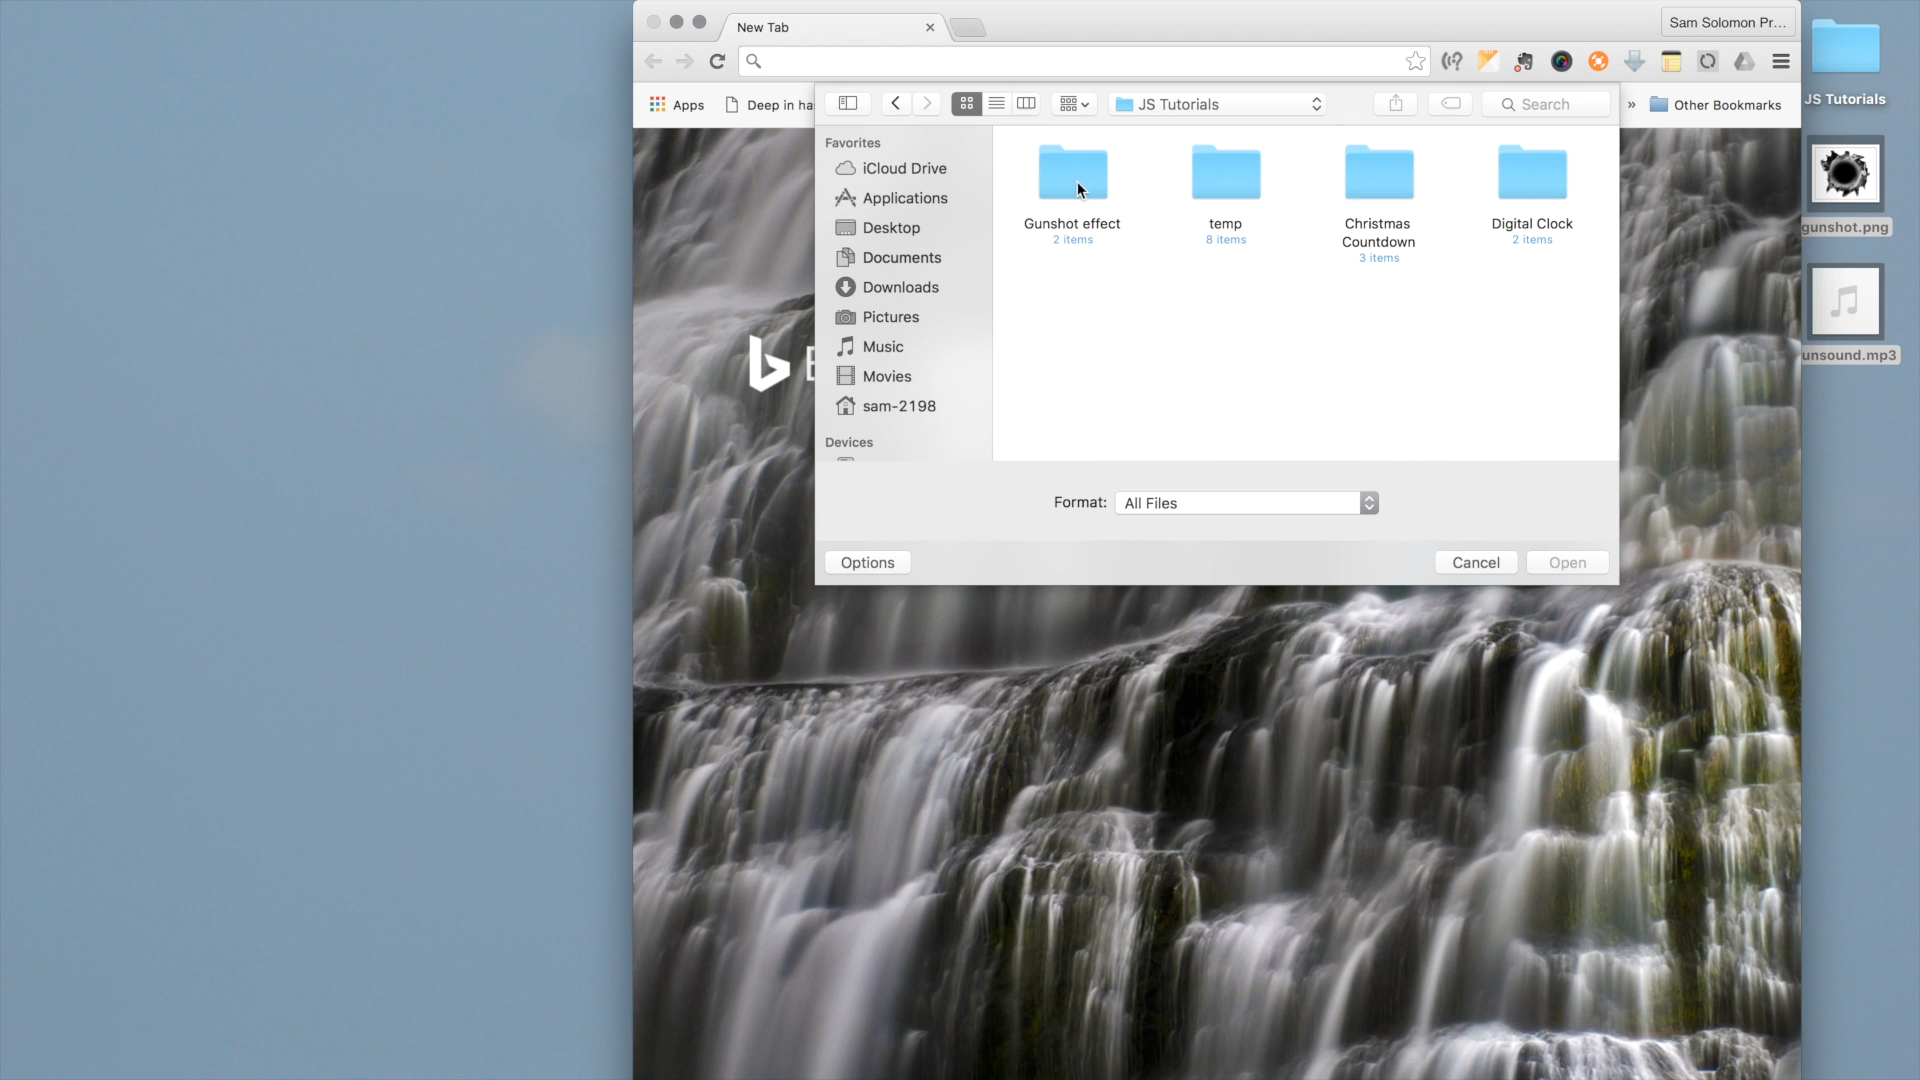 New Tab
Sam Solomon Pr...
Apps
Deep in ha
JS Tutorials
Search
»
Other Bookmarks
JS Tutorials
Favorites
iCloud Drive
Applications
Desktop
Documents
Downloads
Pictures
Music
Movies
sam-2198
Devices
Gunshot effect
2 items
temp
8 items
Christmas
Countdown
3 items
Digital Clock
2 items
gunshot.png
unsound.mp3
Format:
All Files
Options
Cancel
Open